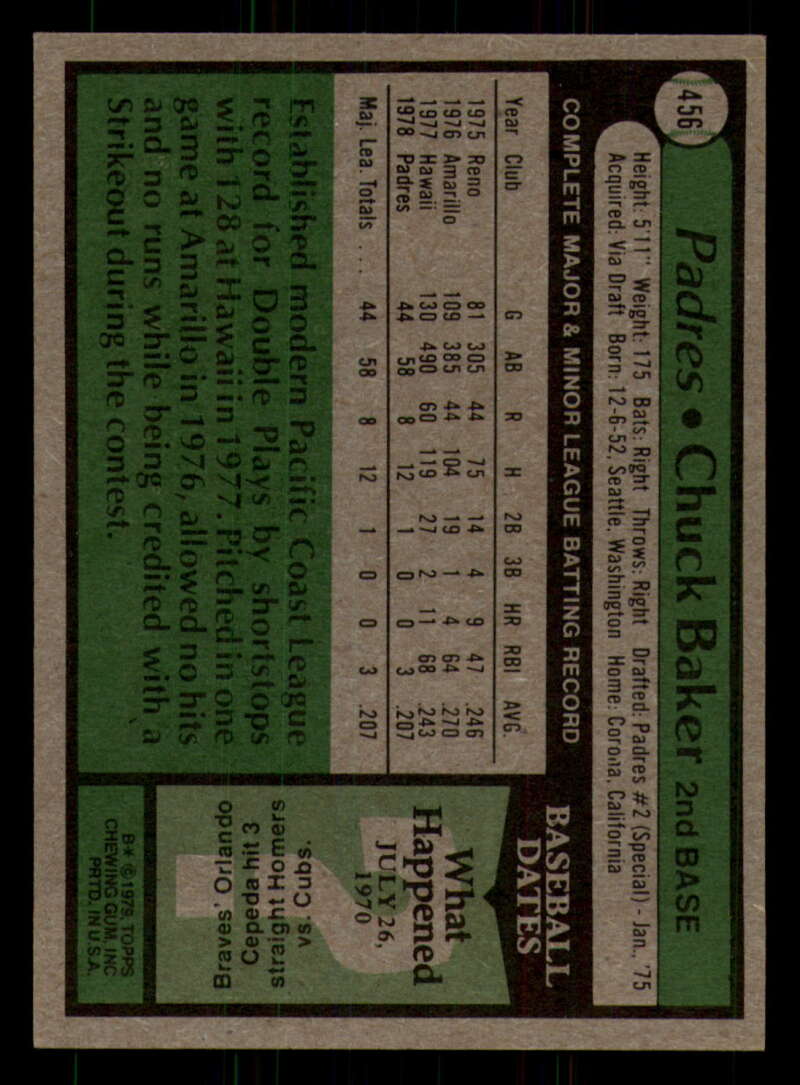 456
Padres • Chuck Baker 2nd BASE
Height: 5'11" Weight: 175 Bats: Right Throws: Right Drafted: Padres #2 (Special) - Jan., '75
Acquired: Via Draft Born: 12-6-52, Seattle, Washington Home: Corona, California
COMPLETE MAJOR & MINOR LEAGUE BATTING RECORD
Year Club G AB R H 2B 3B HR RBI AVG.
1975 Reno 81 305 44 75 14 4 9 47 .246
1976 Amarillo 109 385 44 104 19 1 4 64 .270
1977 Hawaii 130 490 60 119 27 2 11 68 .243
1978 Padres 44 58 8 12 1 0 0 3 .207
Maj. Lea. Totals . . . 44 58 8 12 1 0 0 3 .207
Established modern Pacific Coast League
record for Double Plays by shortstops
with 128 at Hawaii in 1977. Pitched in one
game at Amarillo in 1976, allowed no hits
and no runs while being credited with a
Strikeout during the contest.
BASEBALL
DATES
What
Happened
JULY 26,
1970
?
Braves' Orlando
Cepeda hit 3
straight Homers
vs. Cubs.
B* © 1979, TOPPS
CHEWING GUM, INC.
PRTD. IN U.S.A.